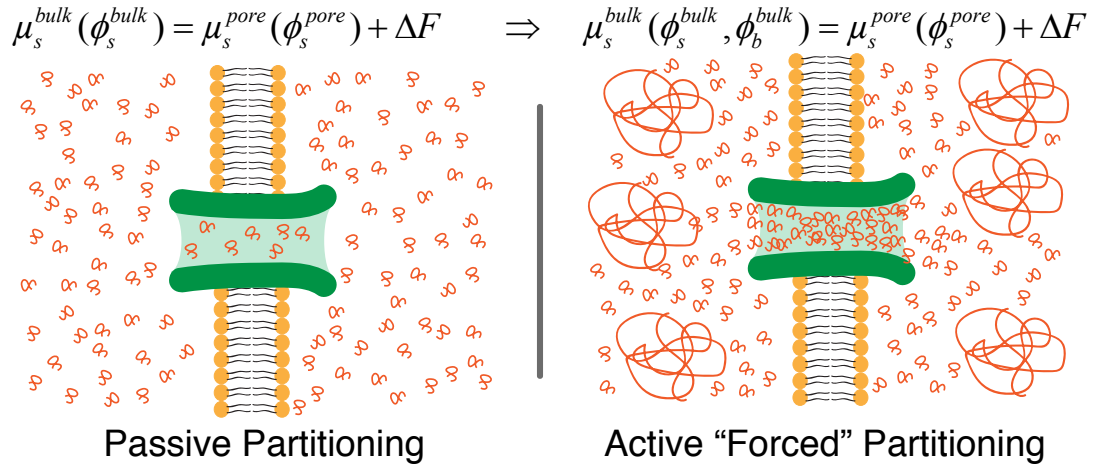 μ_s^{bulk}(ϕ_s^{bulk}) = μ_s^{pore}(ϕ_s^{pore}) + ΔF ⇒ μ_s^{bulk}(ϕ_s^{bulk}, ϕ_b^{bulk}) = μ_s^{pore}(ϕ_s^{pore}) + ΔF
Passive Partitioning
Active “Forced” Partitioning